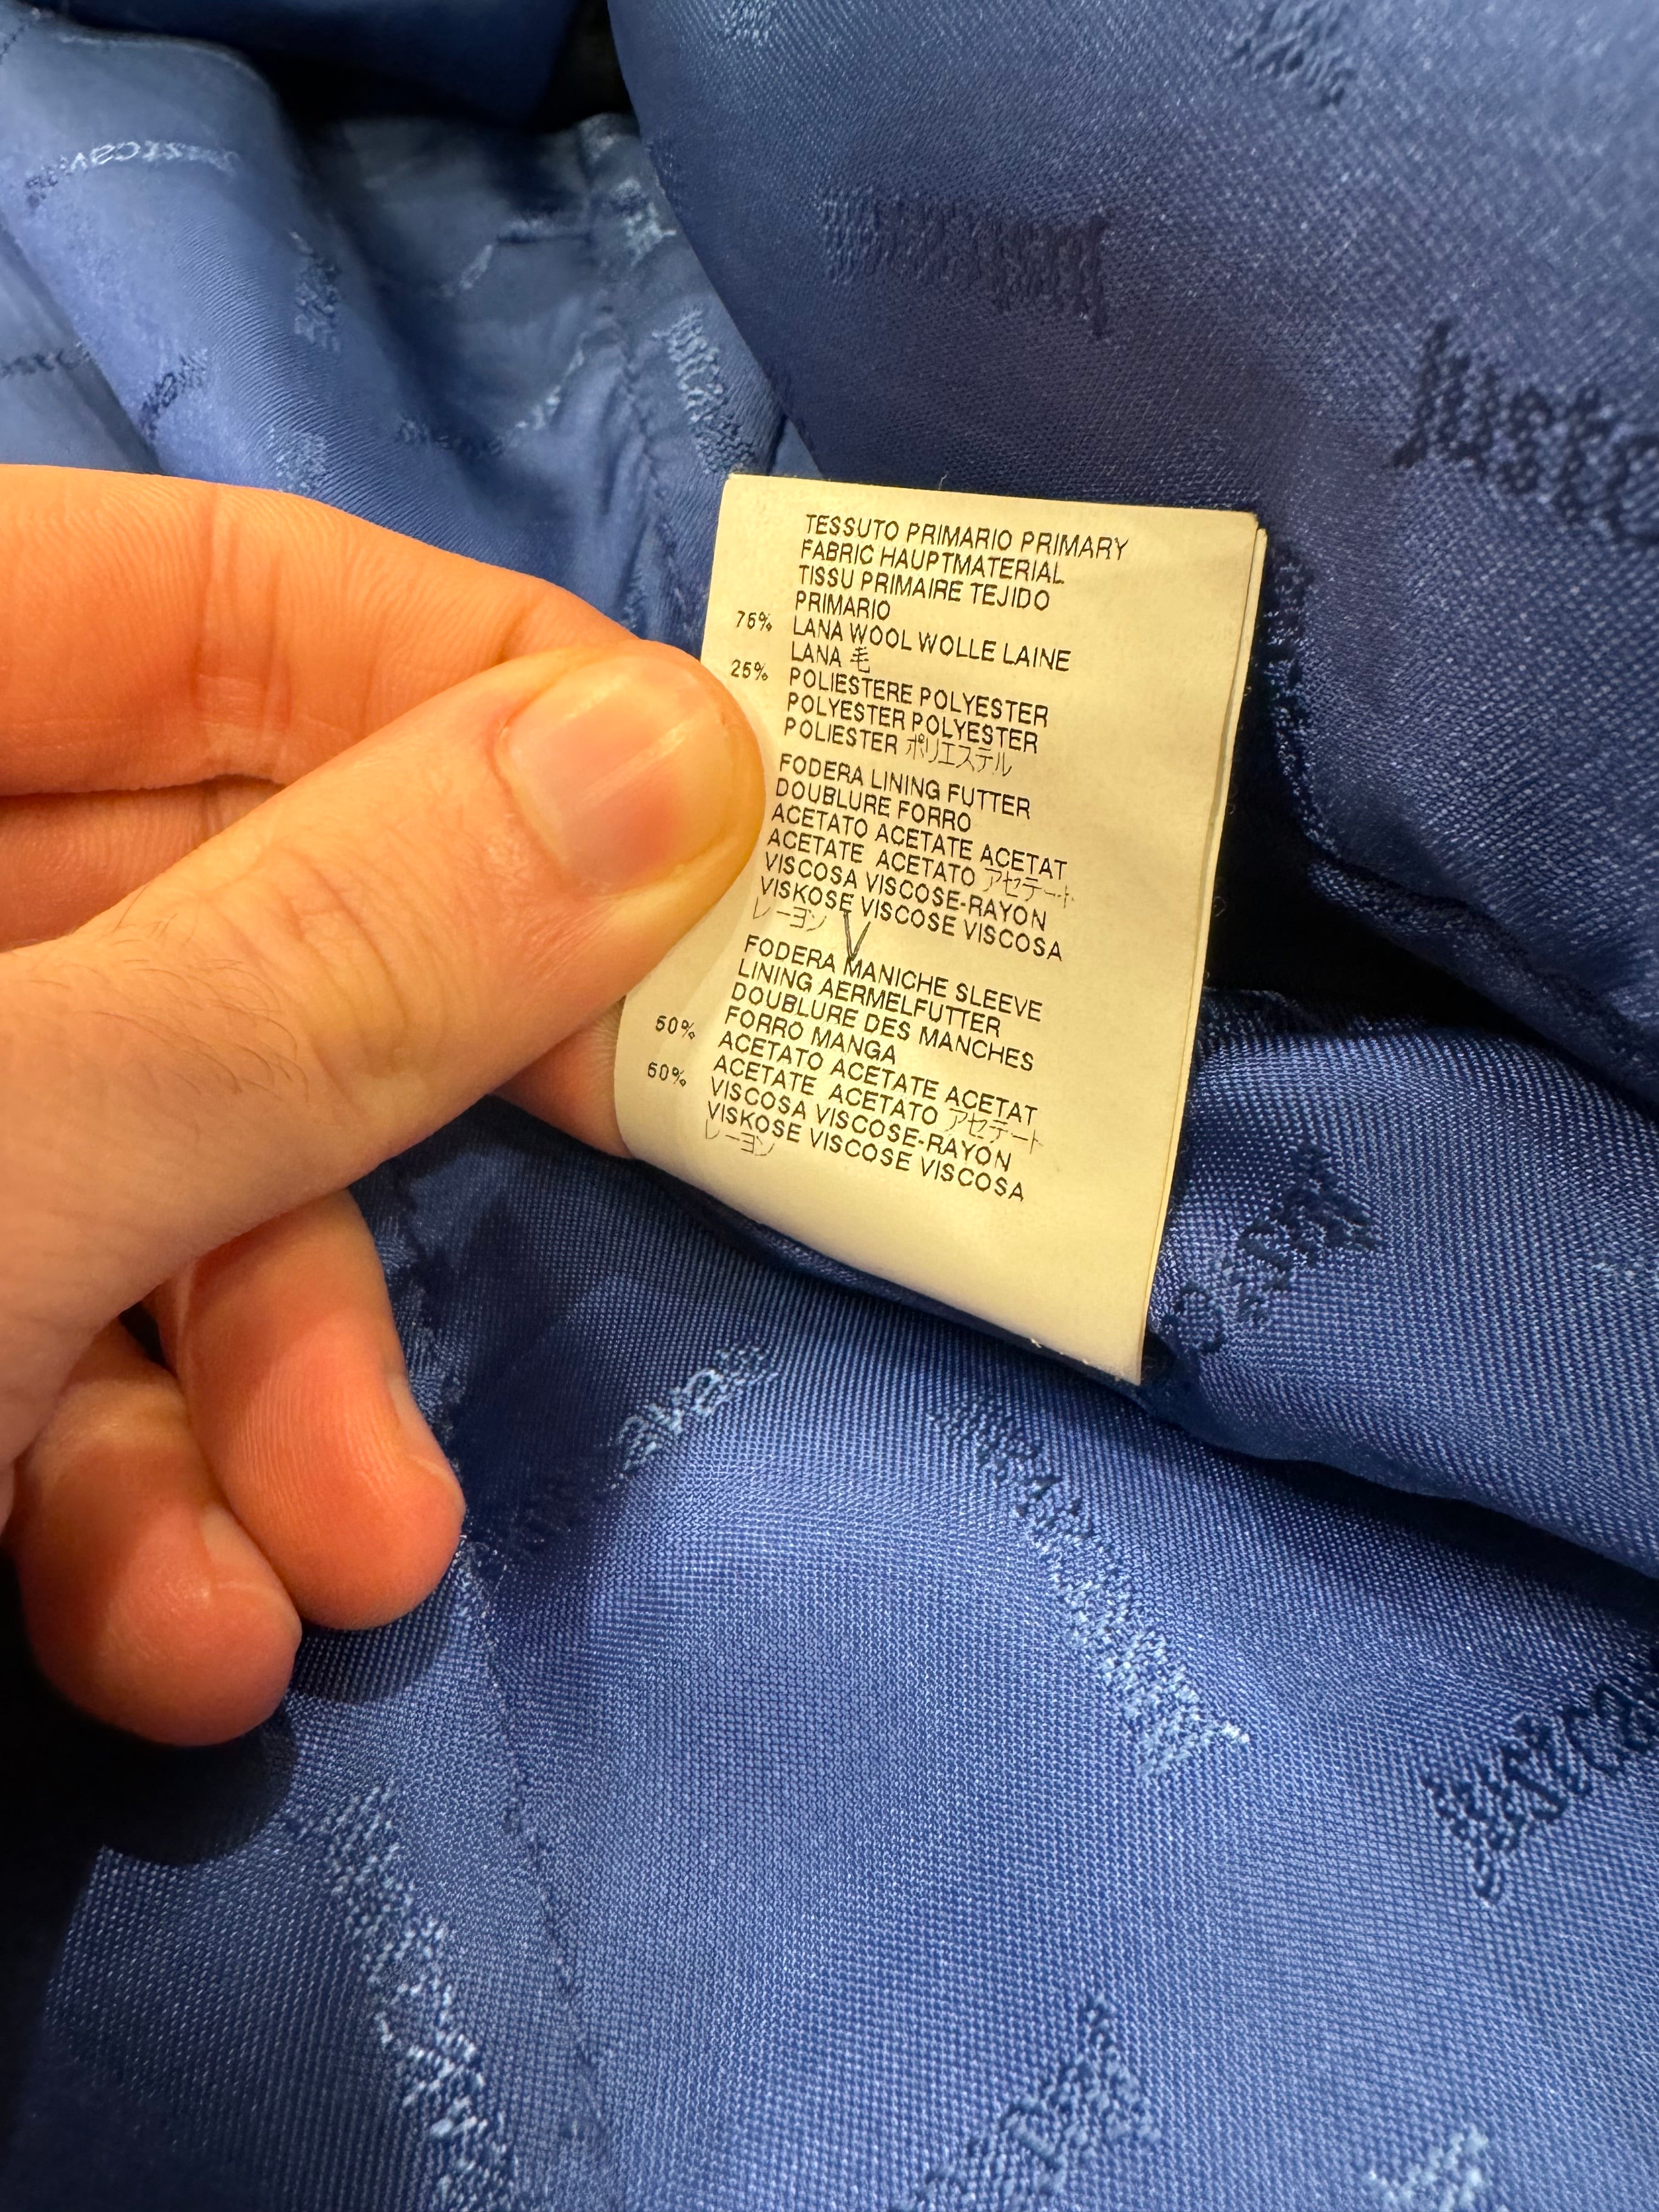 TESSUTO PRIMARIO PRIMARY
FABRIC HAUPTMATERIAL
TISSU PRIMAIRE TEJIDO
PRIMARIO
75% LANA WOOL WOLLE LAINE
LANA 毛
25% POLIESTERE POLYESTER
POLYESTER POLYESTER
POLIESTER ポリエステル
FODERA LINING FUTTER
DOUBLURE FORRO
ACETATO ACETATE ACETAT
ACETATE ACETATO アセテート
VISCOSA VISCOSE-RAYON
VISKOSE VISCOSE VISCOSA
レーヨン
FODERA MANICHE SLEEVE
LINING AERMELFUTTER
DOUBLURE DES MANCHES
FORRO MANGA
50% ACETATO ACETATE ACETAT
ACETATE ACETATO アセテート
50% VISCOSA VISCOSE-RAYON
VISKOSE VISCOSE VISCOSA
レーヨン